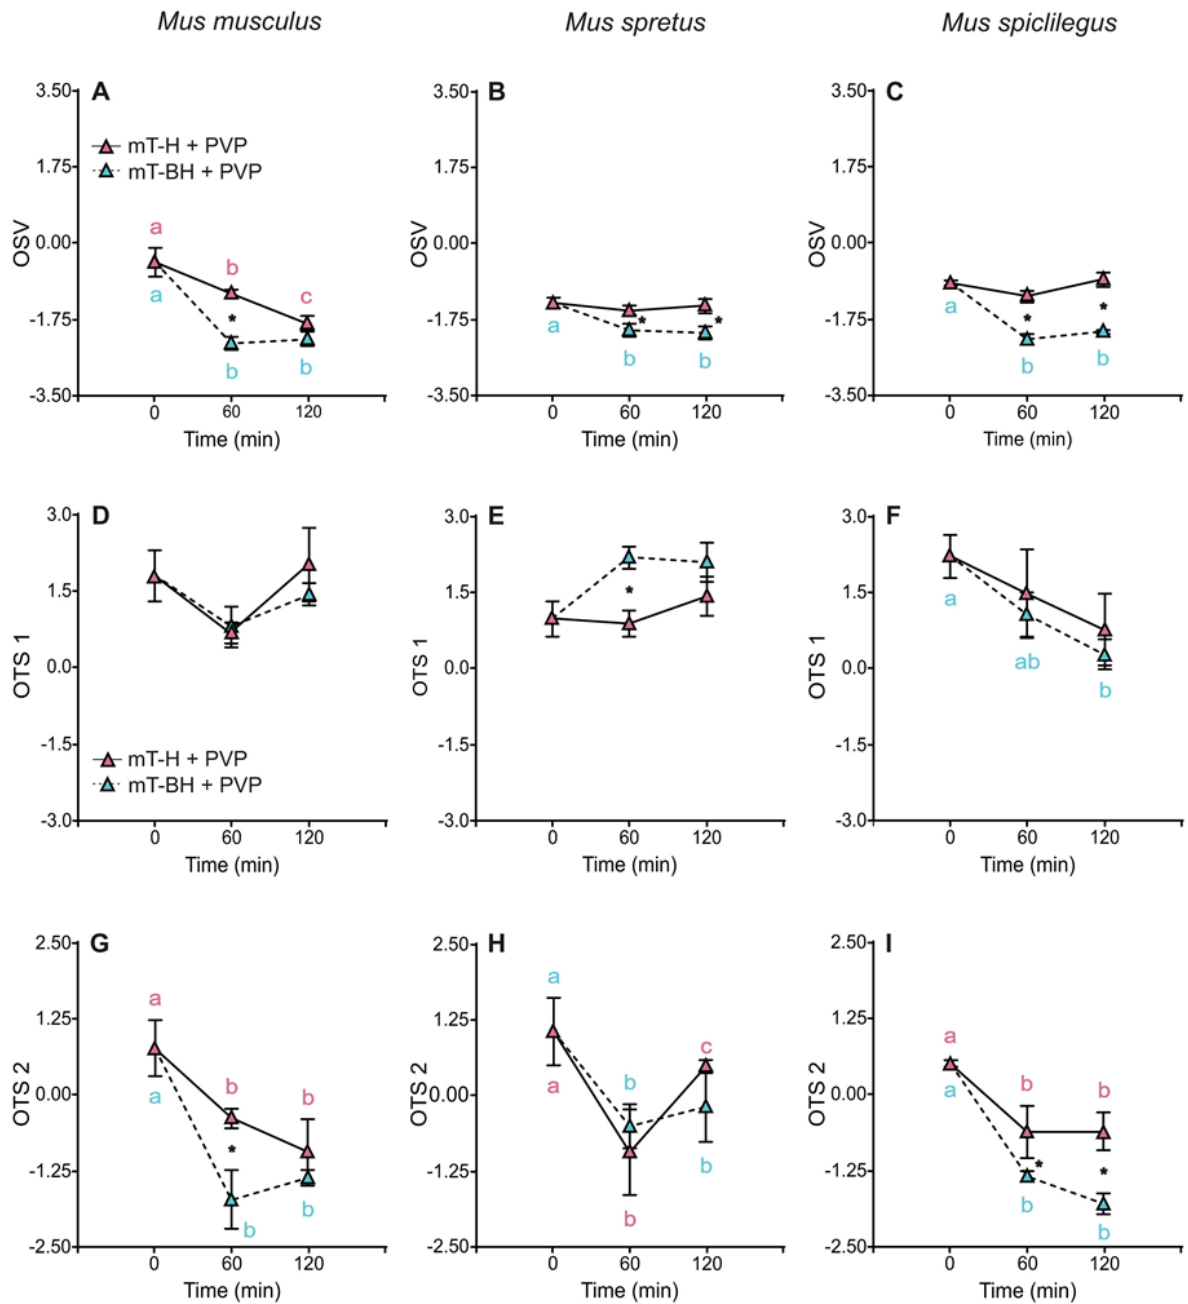 Mus musculus Mus spretus Mus spiclilegus
A B C
3.50 3.50 3.50
mT-H + PVP
mT-BH + PVP
1.75 1.75 1.75
a
OSV 0.00 OSV 0.00 OSV 0.00
b
a c a
* * * * *
-1.75 a -1.75 -1.75
b b b b b b
-3.50 -3.50 -3.50
0 60 120 0 60 120 0 60 120
Time (min) Time (min) Time (min)
D E F
3.0 3.0 3.0
1.5 * 1.5 1.5
a
OTS 1 0.0 OTS 1 0.0 OTS 1 0.0
ab
b
-1.5 -1.5 -1.5
mT-H + PVP
mT-BH + PVP
-3.0 -3.0 -3.0
0 60 120 0 60 120 0 60 120
Time (min) Time (min) Time (min)
G H I
2.50 2.50 2.50
a a
1.25 1.25 1.25
a b b c a b b
OTS 2 0.00 OTS 2 0.00 OTS 2 0.00
a a b a
* * *
-1.25 -1.25 -1.25
b b b b b b
-2.50 -2.50 -2.50
0 60 120 0 60 120 0 60 120
Time (min) Time (min) Time (min)